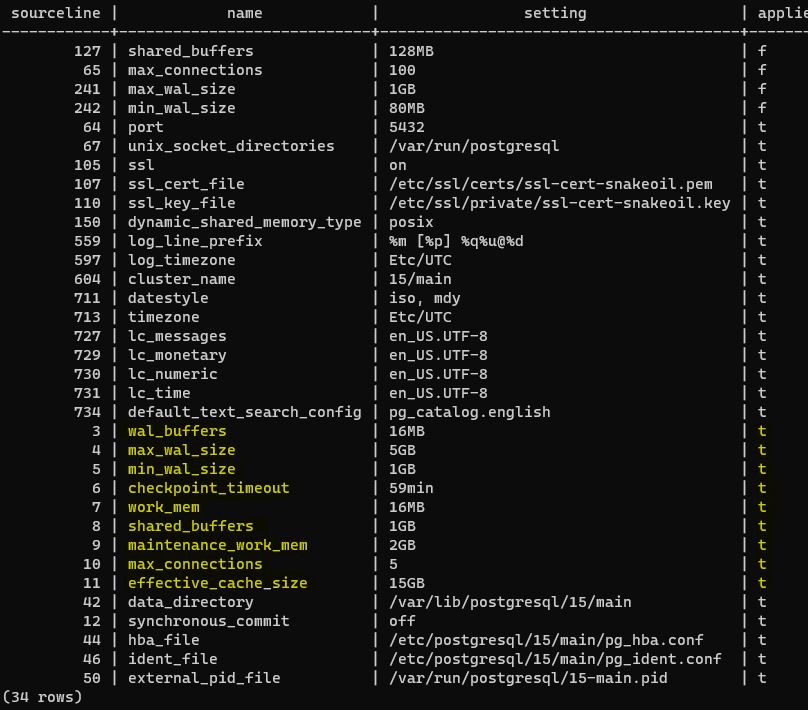 sourceline | name | setting | applie
127 | shared_buffers | 128MB | f
65 | max_connections | 100 | f
241 | max_wal_size | 1GB | f
242 | min_wal_size | 80MB | f
64 | port | 5432 | t
67 | unix_socket_directories | /var/run/postgresql | t
105 | ssl | on | t
107 | ssl_cert_file | /etc/ssl/certs/ssl-cert-snakeoil.pem | t
110 | ssl_key_file | /etc/ssl/private/ssl-cert-snakeoil.key | t
150 | dynamic_shared_memory_type | posix | t
559 | log_line_prefix | %m [%p] %q%u@%d | t
597 | log_timezone | Etc/UTC | t
604 | cluster_name | 15/main | t
711 | datestyle | iso, mdy | t
713 | timezone | Etc/UTC | t
727 | lc_messages | en_US.UTF-8 | t
729 | lc_monetary | en_US.UTF-8 | t
730 | lc_numeric | en_US.UTF-8 | t
731 | lc_time | en_US.UTF-8 | t
734 | default_text_search_config | pg_catalog.english | t
3 | wal_buffers | 16MB | t
4 | max_wal_size | 5GB | t
5 | min_wal_size | 1GB | t
6 | checkpoint_timeout | 59min | t
7 | work_mem | 16MB | t
8 | shared_buffers | 1GB | t
9 | maintenance_work_mem | 2GB | t
10 | max_connections | 5 | t
11 | effective_cache_size | 15GB | t
42 | data_directory | /var/lib/postgresql/15/main | t
12 | synchronous_commit | off | t
44 | hba_file | /etc/postgresql/15/main/pg_hba.conf | t
46 | ident_file | /etc/postgresql/15/main/pg_ident.conf | t
50 | external_pid_file | /var/run/postgresql/15-main.pid | t
(34 rows)